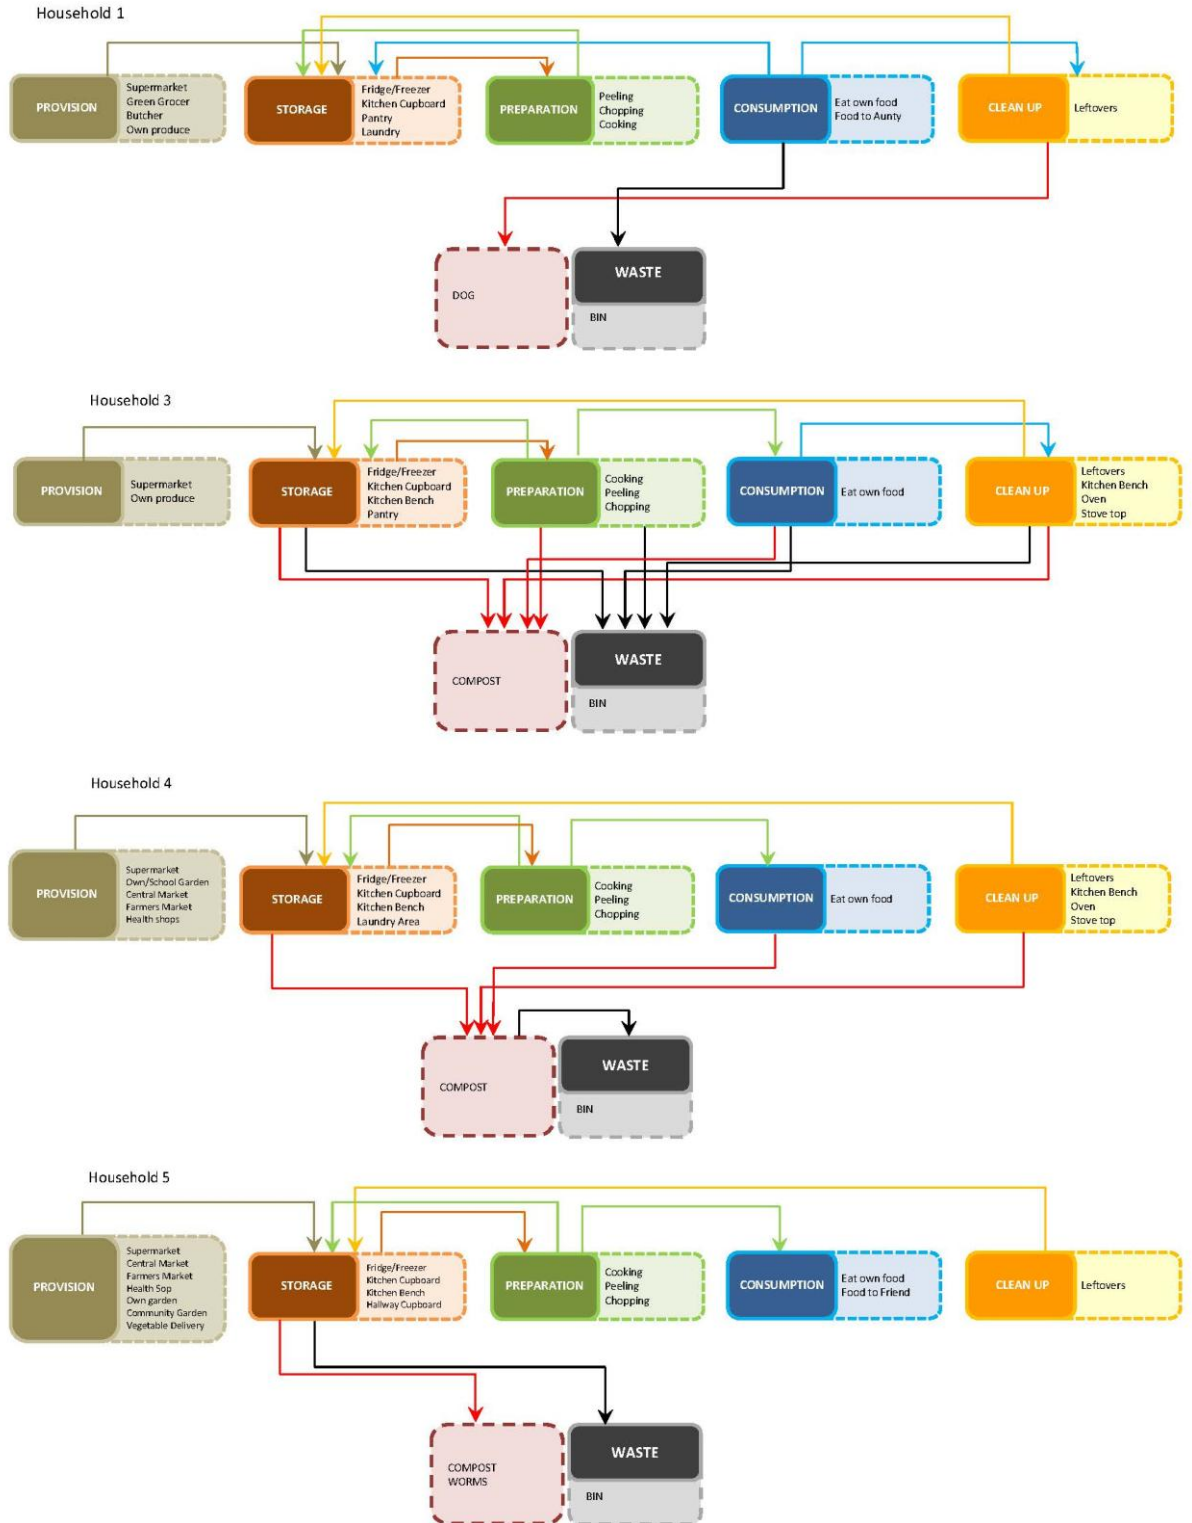 Household 1
PROVISION
Supermarket
Green Grocer
Butcher
Own produce
STORAGE
Fridge/Freezer
Kitchen Cupboard
Pantry
Laundry
PREPARATION
Peeling
Chopping
Cooking
CONSUMPTION
Eat own food
Food to Aunty
CLEAN UP
Leftovers
DOG
WASTE
BIN
Household 3
PROVISION
Supermarket
Own produce
STORAGE
Fridge/Freezer
Kitchen Cupboard
Kitchen Bench
Pantry
PREPARATION
Cooking
Peeling
Chopping
CONSUMPTION
Eat own food
CLEAN UP
Leftovers
Kitchen Bench
Oven
Stove top
COMPOST
WASTE
BIN
Household 4
PROVISION
Supermarket
Own/School Garden
Central Market
Farmers Market
Health shops
STORAGE
Fridge/Freezer
Kitchen Cupboard
Kitchen Bench
Laundry Area
PREPARATION
Cooking
Peeling
Chopping
CONSUMPTION
Eat own food
CLEAN UP
Leftovers
Kitchen Bench
Oven
Stove top
COMPOST
WASTE
BIN
Household 5
PROVISION
Supermarket
Central Market
Farmers Market
Health Sop
Own garden
Community Garden
Vegetable Delivery
STORAGE
Fridge/Freezer
Kitchen Cupboard
Kitchen Bench
Hallway Cupboard
PREPARATION
Cooking
Peeling
Chopping
CONSUMPTION
Eat own food
Food to Friend
CLEAN UP
Leftovers
COMPOST
WORMS
WASTE
BIN